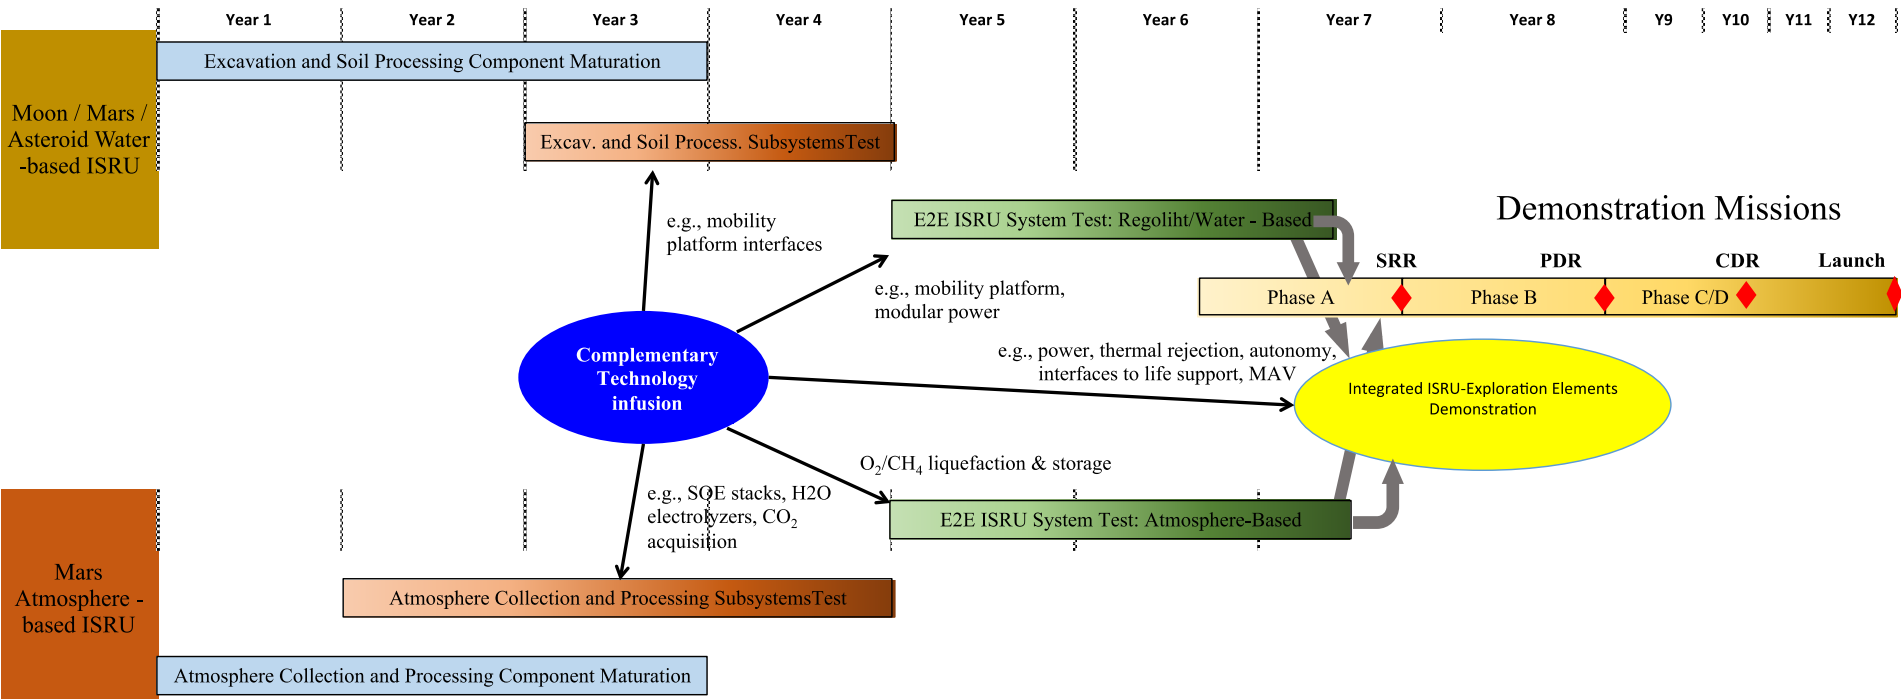 Year 1 Year 2 Year 3 Year 4 Year 5 Year 6 Year 7 Year 8 Y9 Y10 Y11 Y12
Excavation and Soil Processing Component Maturation
Moon / Mars /
Asteroid Water
-based ISRU
Excav. and Soil Process. SubsystemsTest
e.g., mobility
platform interfaces
E2E ISRU System Test: Regoliht/Water - Based
Demonstration Missions
SRR PDR CDR Launch
Phase A Phase B Phase C/D
e.g., mobility platform,
modular power
Complementary
Technology
infusion
e.g., power, thermal rejection, autonomy,
interfaces to life support, MAV
Integrated ISRU-Exploration Elements
Demonstration
O₂/CH₄ liquefaction & storage
e.g., SOE stacks, H2O
electrolyzers, CO₂
acquisition
E2E ISRU System Test: Atmosphere-Based
Mars
Atmosphere -
based ISRU
Atmosphere Collection and Processing SubsystemsTest
Atmosphere Collection and Processing Component Maturation